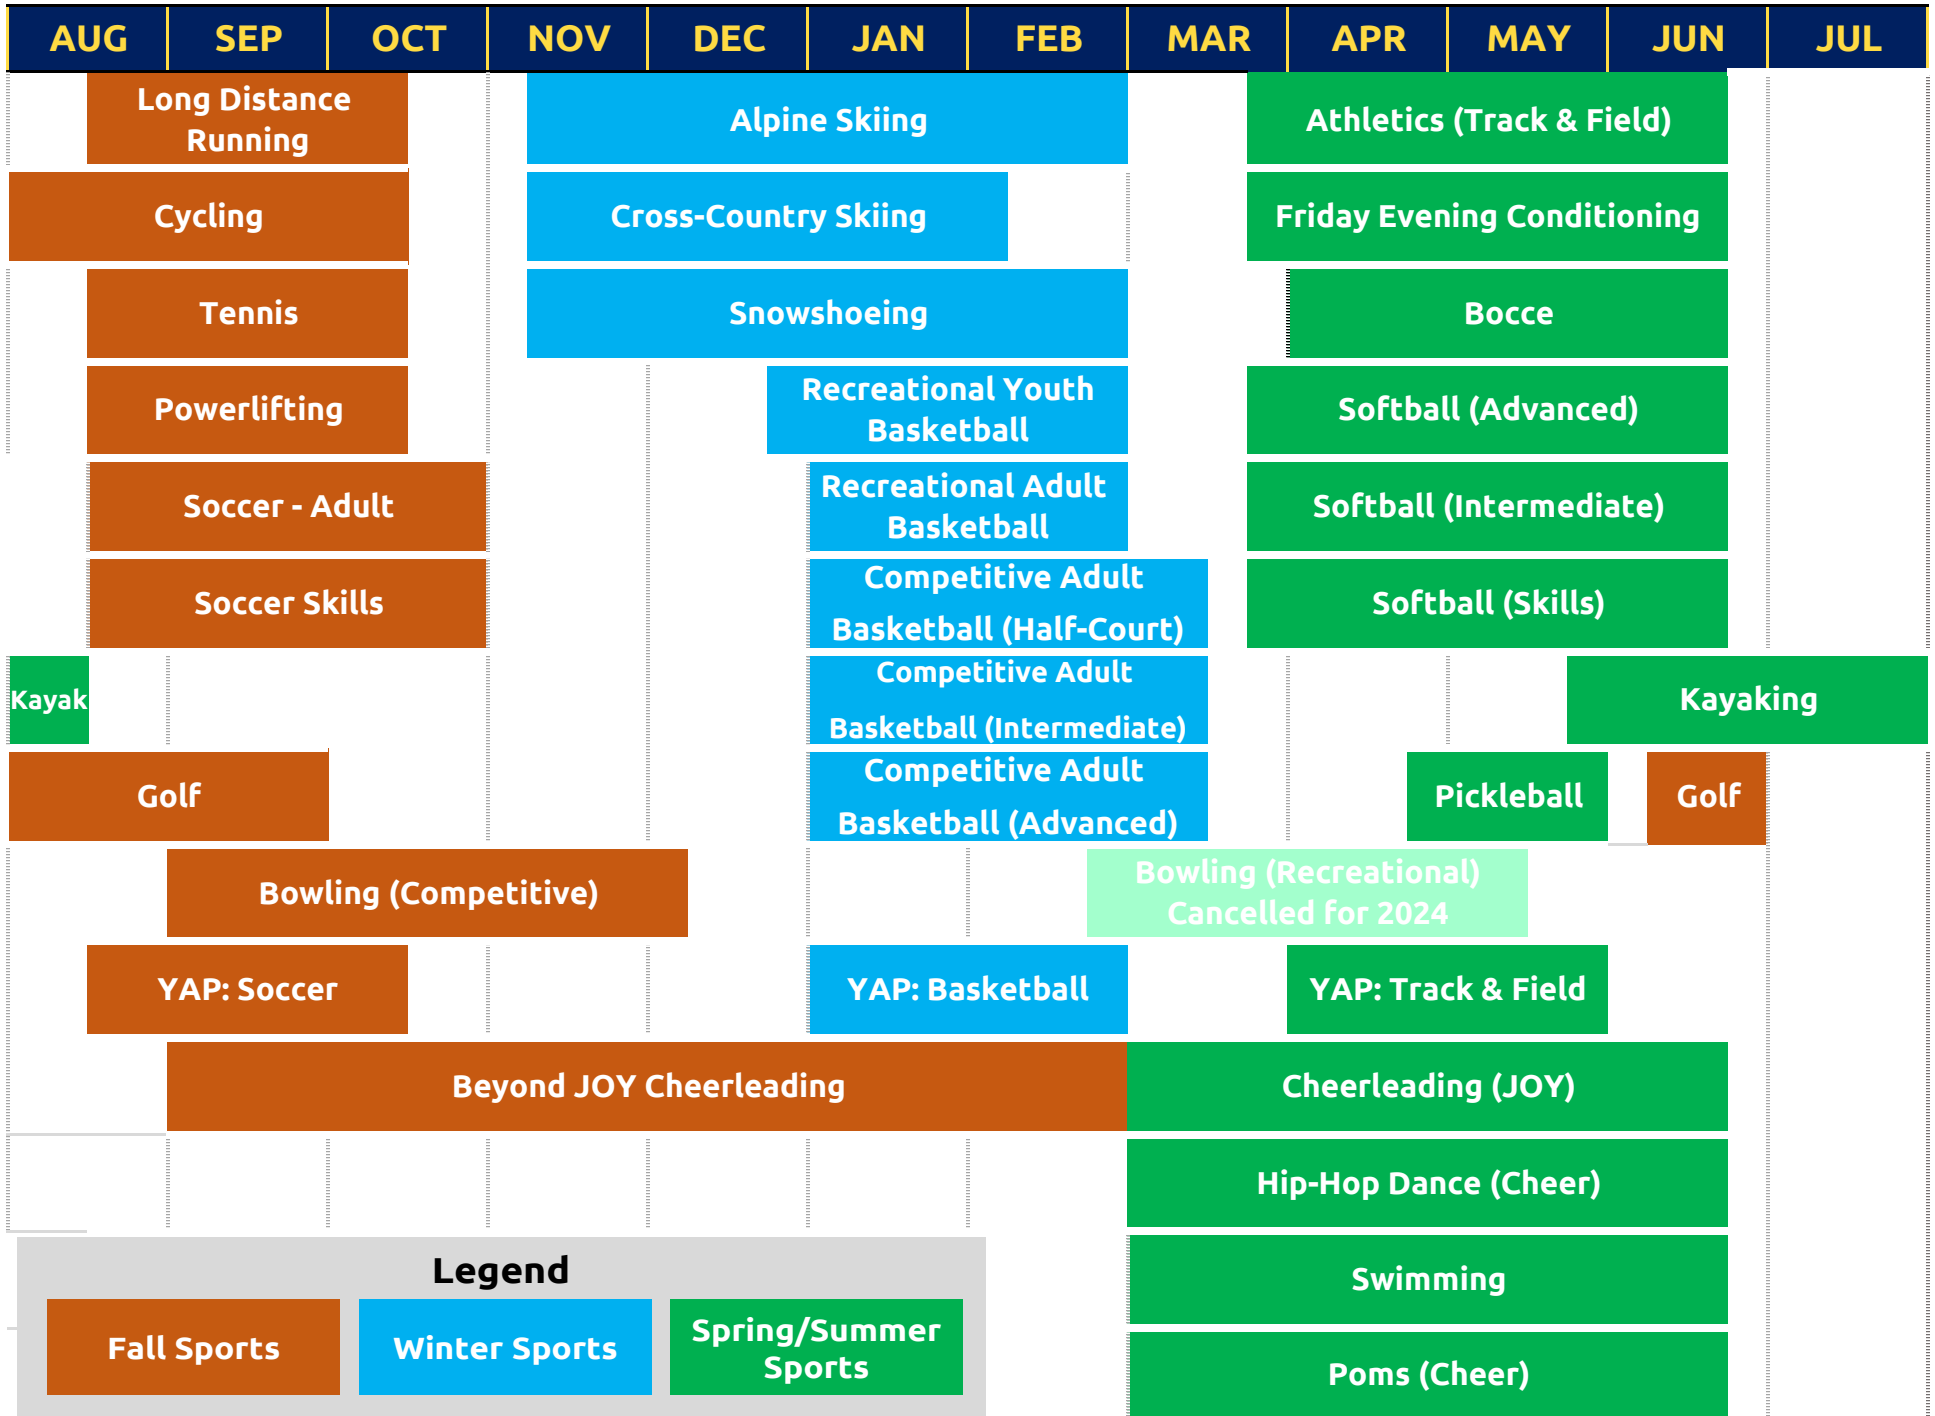 AUG SEP OCT NOV DEC JAN FEB MAR APR MAY JUN JUL
Long Distance
Running
Alpine Skiing
Athletics (Track & Field)
Cycling
Cross-Country Skiing
Friday Evening Conditioning
Tennis
Snowshoeing
Bocce
Powerlifting
Recreational Youth
Basketball
Softball (Advanced)
Soccer - Adult
Recreational Adult
Basketball
Softball (Intermediate)
Soccer Skills
Competitive Adult
Basketball (Half-Court)
Softball (Skills)
Kayak
Competitive Adult
Basketball (Intermediate)
Kayaking
Golf
Competitive Adult
Basketball (Advanced)
Pickleball
Golf
Bowling (Competitive)
Bowling (Recreational)
Cancelled for 2024
YAP: Soccer
YAP: Basketball
YAP: Track & Field
Beyond JOY Cheerleading
Cheerleading (JOY)
Hip-Hop Dance (Cheer)
Swimming
Poms (Cheer)
Legend
Fall Sports
Winter Sports
Spring/Summer
Sports